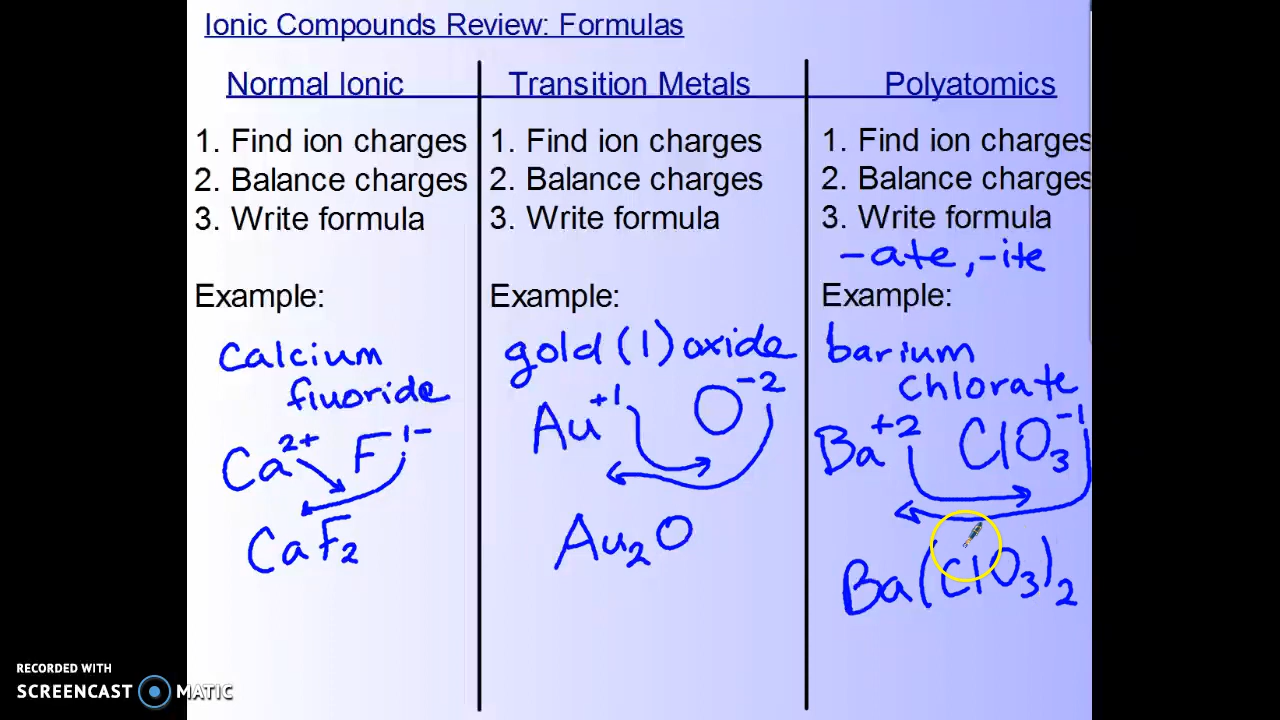 Ionic Compounds Review: Formulas
Normal Ionic
1. Find ion charges
2. Balance charges
3. Write formula
Example:
Calcium
fluoride
Ca²⁺ F¹⁻
CaF₂
Transition Metals
1. Find ion charges
2. Balance charges
3. Write formula
Example:
gold (1) oxide
Au⁺¹ O⁻²
Au₂O
Polyatomics
1. Find ion charges
2. Balance charges
3. Write formula
-ate, -ite
Example:
barium
chlorate
Ba⁺² ClO₃⁻¹
Ba(ClO₃)₂
RECORDED WITH
SCREENCAST MATIC